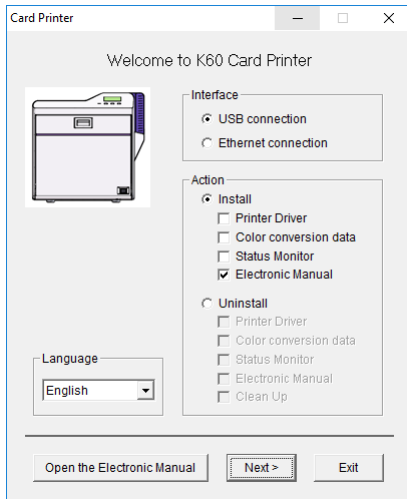 Card Printer
Welcome to K60 Card Printer
Interface
USB connection
Ethernet connection
Action
Install
Printer Driver
Color conversion data
Status Monitor
Electronic Manual
Uninstall
Printer Driver
Color conversion data
Status Monitor
Electronic Manual
Clean Up
Language
English
Open the Electronic Manual Next > Exit